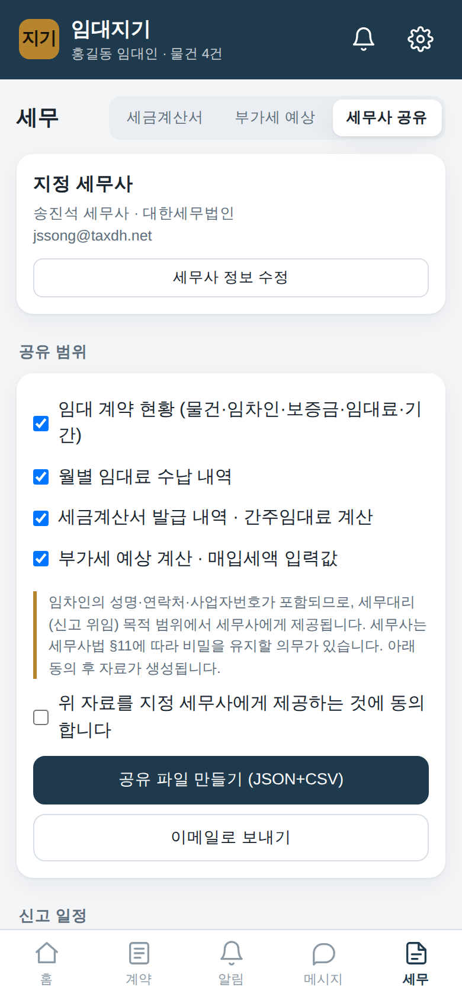 지기
임대지기
홍길동 임대인 · 물건 4건
세무
세금계산서
부가세 예상
세무사 공유
지정 세무사
송진석 세무사 · 대한세무법인
jssong@taxdh.net
세무사 정보 수정
공유 범위
임대 계약 현황 (물건·임차인·보증금·임대료·기
간)
월별 임대료 수납 내역
세금계산서 발급 내역 · 간주임대료 계산
부가세 예상 계산 · 매입세액 입력값
임차인의 성명·연락처·사업자번호가 포함되므로, 세무대리
(신고 위임) 목적 범위에서 세무사에게 제공됩니다. 세무사는
세무사법 §11에 따라 비밀을 유지할 의무가 있습니다. 아래
동의 후 자료가 생성됩니다.
위 자료를 지정 세무사에게 제공하는 것에 동의
합니다
공유 파일 만들기 (JSON+CSV)
이메일로 보내기
신고 일정
홈
계약
알림
메시지
세무